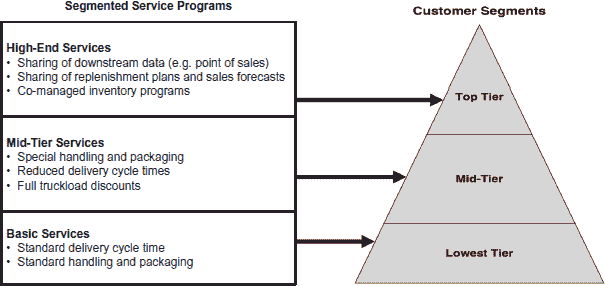 Segmented Service Programs
High-End Services
• Sharing of downstream data (e.g. point of sales)
• Sharing of replenishment plans and sales forecasts
• Co-managed inventory programs
Mid-Tier Services
• Special handling and packaging
• Reduced delivery cycle times
• Full truckload discounts
Basic Services
• Standard delivery cycle time
• Standard handling and packaging
Customer Segments
Top Tier
Mid-Tier
Lowest Tier